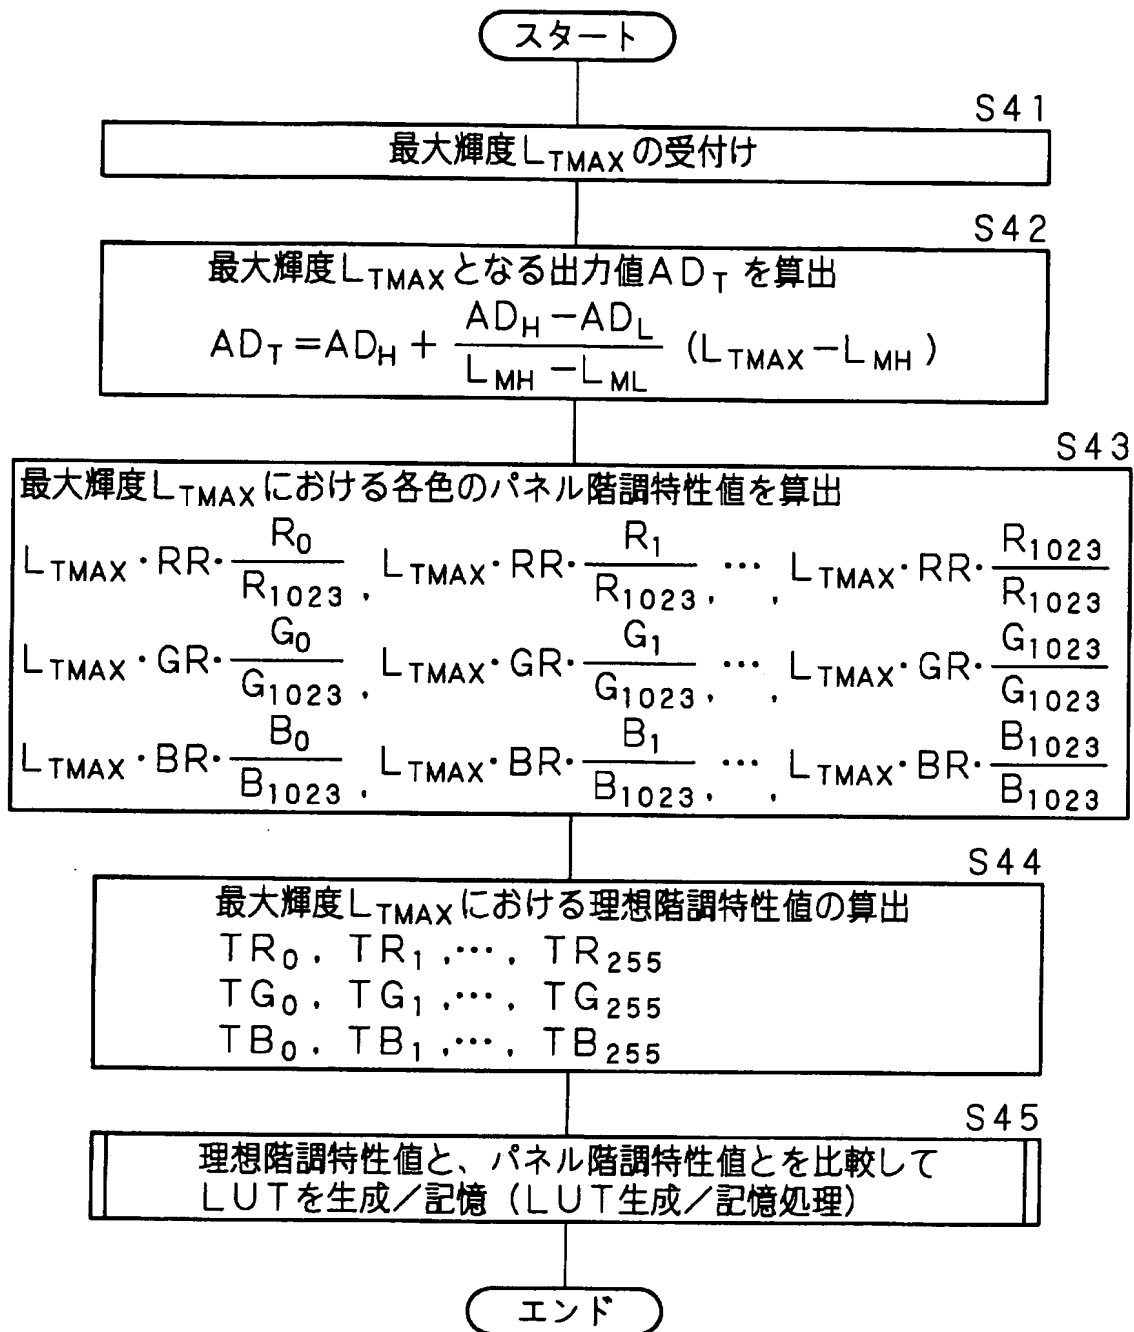 スタート
S41
最大輝度L_TMAXの受付け
S42
最大輝度L_TMAXとなる出力値AD_Tを算出
AD_T=AD_H+(AD_H-AD_L)/(L_MH-L_ML)(L_TMAX-L_MH)
S43
最大輝度L_TMAXにおける各色のパネル階調特性値を算出
L_TMAX・RR・R_0/R_1023, L_TMAX・RR・R_1/R_1023, …, L_TMAX・RR・R_1023/R_1023
L_TMAX・GR・G_0/G_1023, L_TMAX・GR・G_1/G_1023, …, L_TMAX・GR・G_1023/G_1023
L_TMAX・BR・B_0/B_1023, L_TMAX・BR・B_1/B_1023, …, L_TMAX・BR・B_1023/B_1023
S44
最大輝度L_TMAXにおける理想階調特性値の算出
TR_0, TR_1,…, TR_255
TG_0, TG_1,…, TG_255
TB_0, TB_1,…, TB_255
S45
理想階調特性値と、パネル階調特性値とを比較して
LUTを生成／記憶（LUT生成／記憶処理）
エンド